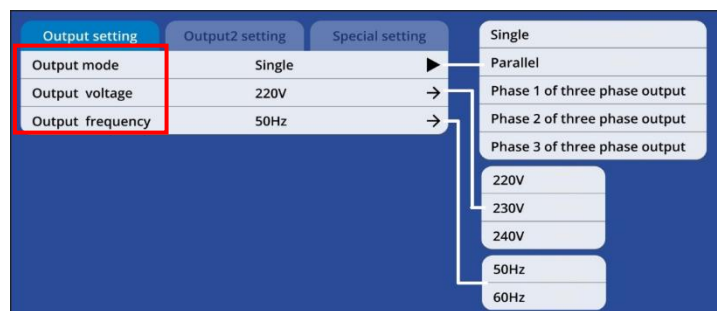 Output setting Output2 setting Special setting
Output mode Single
Output voltage 220V
Output frequency 50Hz
Single
Parallel
Phase 1 of three phase output
Phase 2 of three phase output
Phase 3 of three phase output
220V
230V
240V
50Hz
60Hz